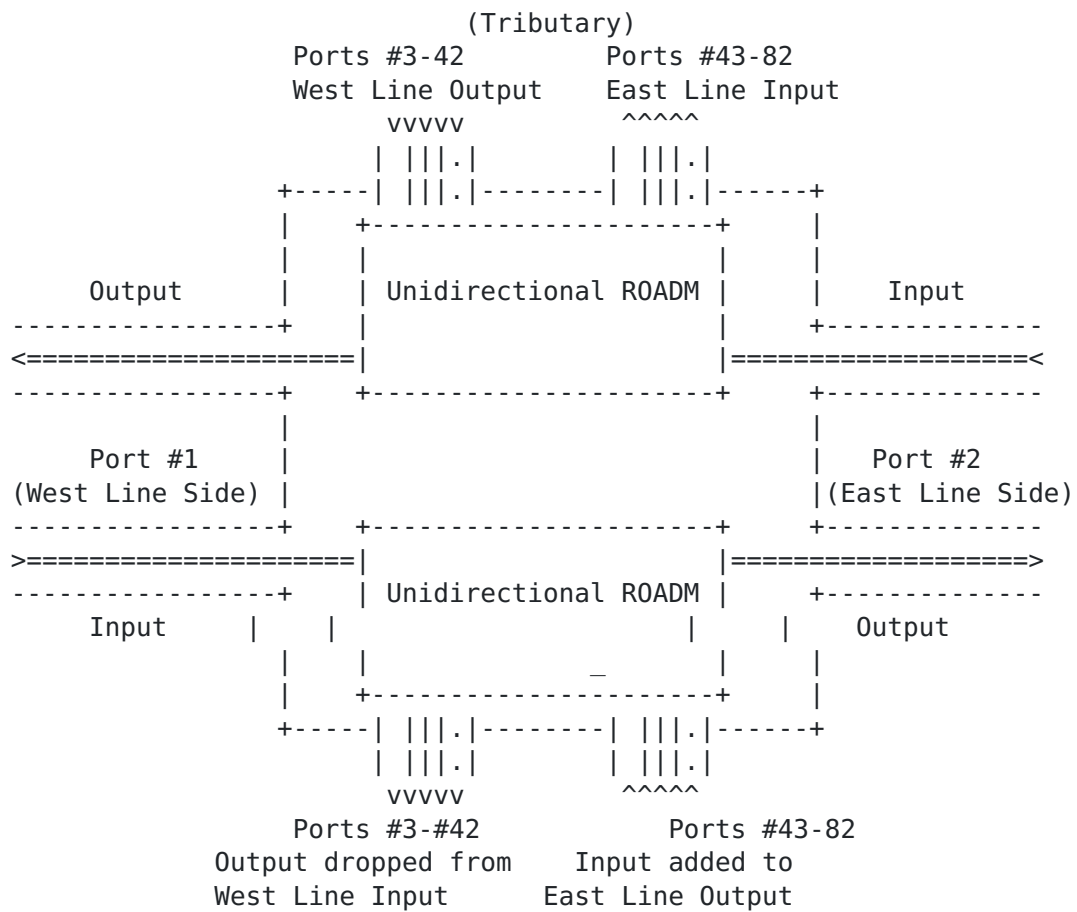 (Tributary)
Ports #3-42 Ports #43-82
West Line Output East Line Input
vvvvv ^^^^^
Output Unidirectional ROADM Input
Port #1 Port #2
(West Line Side) (East Line Side)
Unidirectional ROADM
Input Output
vvvvv ^^^^^
Ports #3-#42 Ports #43-82
Output dropped from Input added to
West Line Input East Line Output